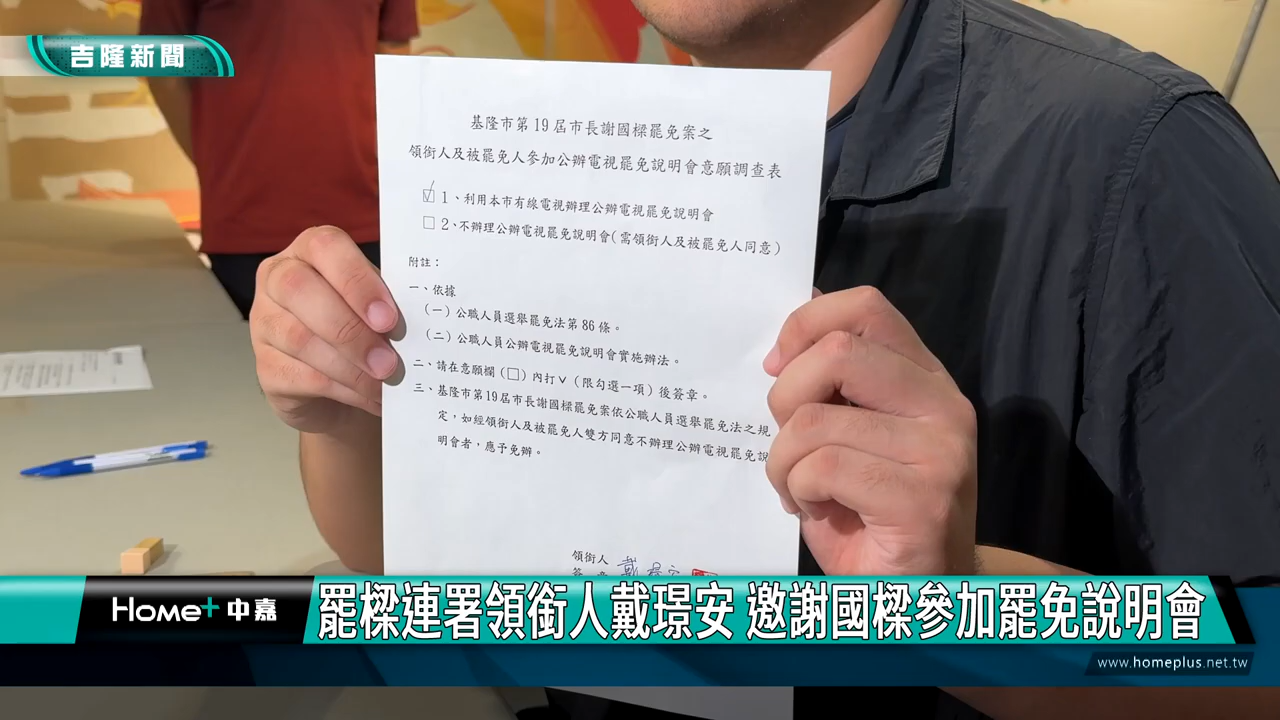 吉隆新聞
基隆市第19屆市長謝國樑罷免案之
領銜人及被罷免人參加公辦電視罷免說明會意願調查表
☑ 1、利用本市有線電視辦理公辦電視罷免說明會
□ 2、不辦理公辦電視罷免說明會(需領銜人及被罷免人同意)
附註：
一、依據
（一）公職人員選舉罷免法第86條。
（二）公職人員公辦電視罷免說明會實施辦法。
二、請在意願欄（□）內打∨（限勾選一項）後簽章。
三、基隆市第19屆市長謝國樑罷免案依公職人員選舉罷免法之規
定，如經領銜人及被罷免人雙方同意不辦理公辦電視罷免說
明會者，應予免辦。
領銜人
戴璟安
Home+中嘉
罷樑連署領銜人戴璟安 邀謝國樑參加罷免說明會
www.homeplus.net.tw